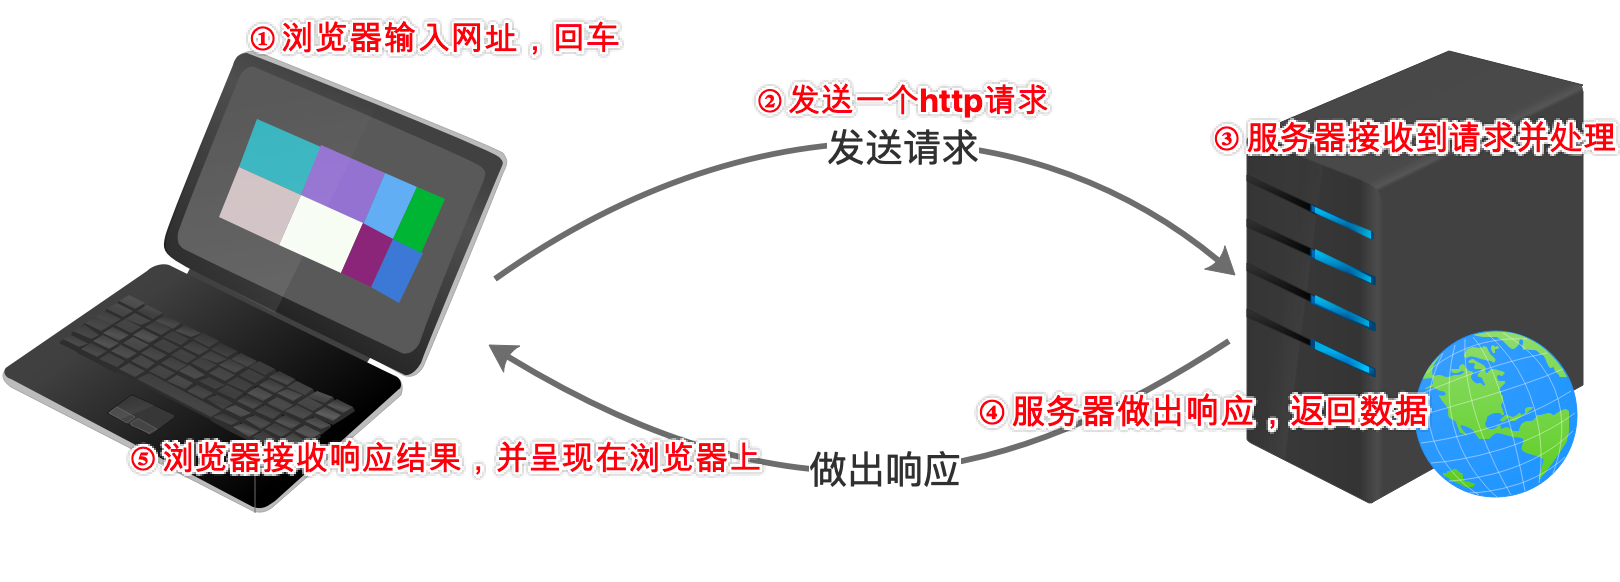 ①浏览器输入网址，回车
②发送一个http请求
发送请求
③服务器接收到请求并处理
④服务器做出响应，返回数据
⑤浏览器接收响应结果，并呈现在浏览器上
做出响应